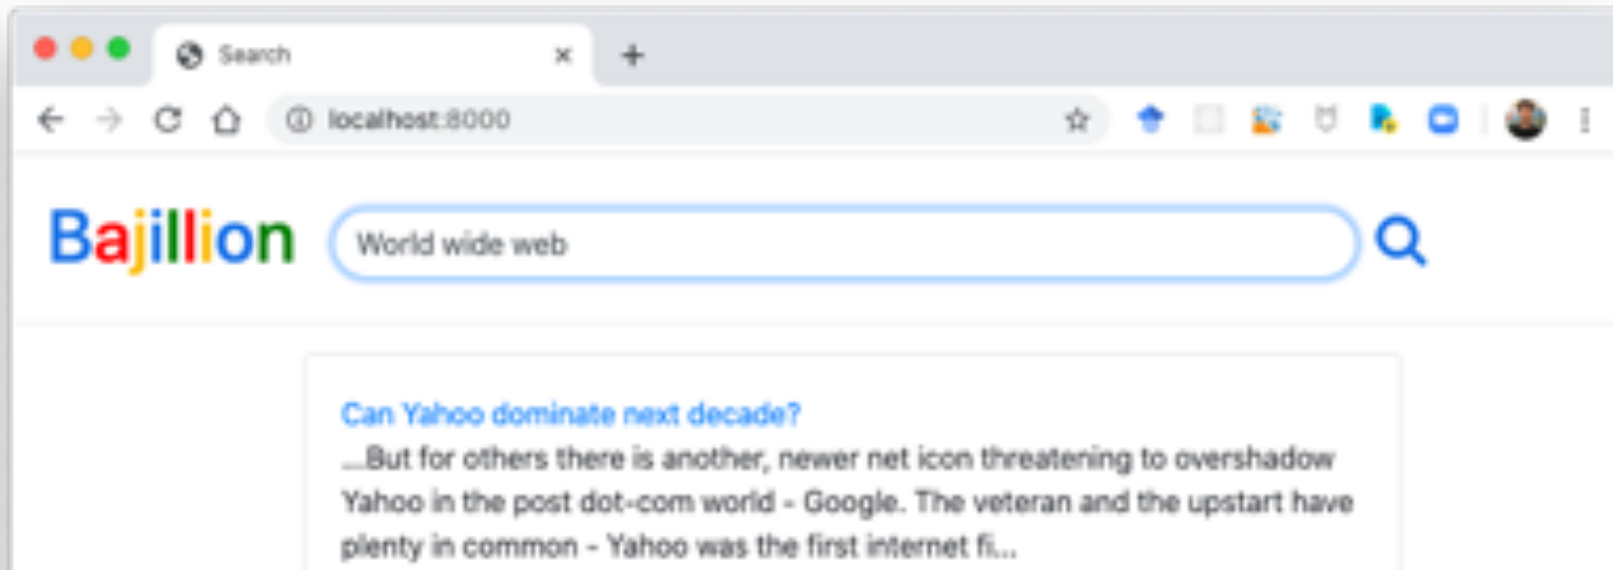 Search
localhost:8000
Bajillion
World wide web
Can Yahoo dominate next decade?
...But for others there is another, newer net icon threatening to overshadow
Yahoo in the post dot-com world - Google. The veteran and the upstart have
plenty in common - Yahoo was the first internet fi...